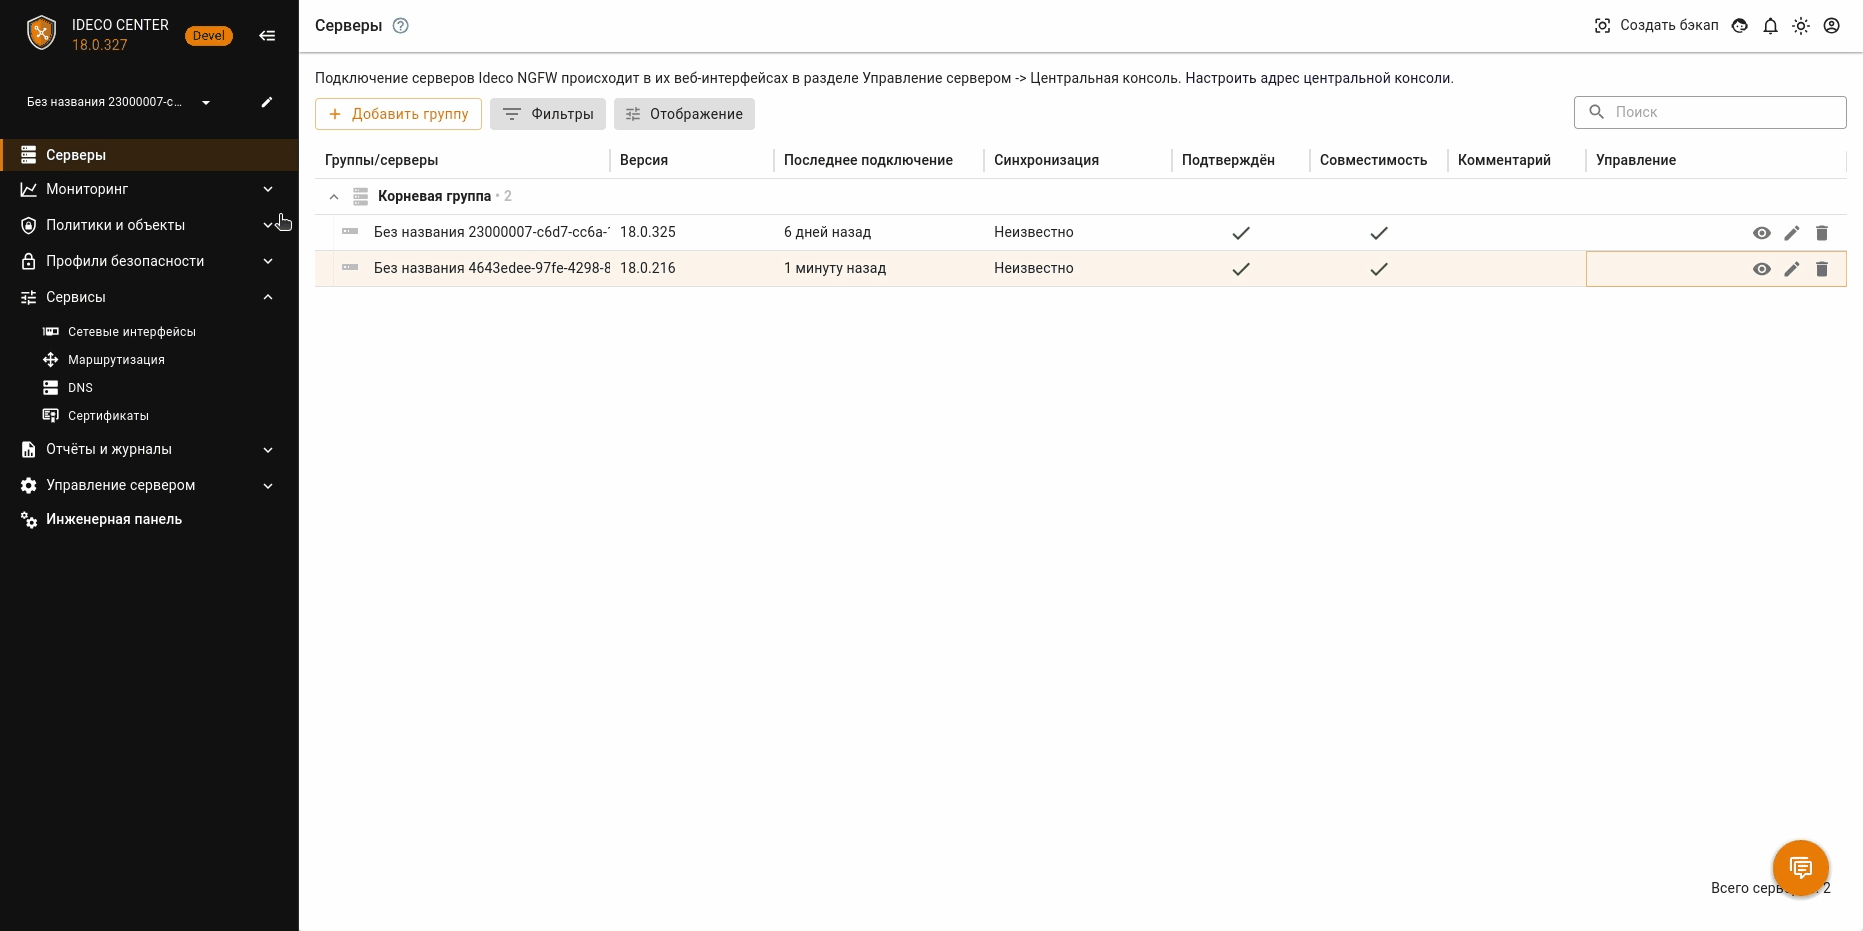 IDECO CENTER
18.0.327
Devel
Без названия 23000007-c...
Серверы
Мониторинг
Политики и объекты
Профили безопасности
Сервисы
Сетевые интерфейсы
Маршрутизация
DNS
Сертификаты
Отчёты и журналы
Управление сервером
Инженерная панель
Серверы
Создать бэкап
Подключение серверов Ideco NGFW происходит в их веб-интерфейсах в разделе Управление сервером -> Центральная консоль. Настроить адрес центральной консоли.
Добавить группу Фильтры Отображение Поиск
Группы/серверы Версия Последнее подключение Синхронизация Подтверждён Совместимость Комментарий Управление
Корневая группа • 2
Без названия 23000007-c6d7-cc6a- 18.0.325 6 дней назад Неизвестно
Без названия 4643edee-97fe-4298-8 18.0.216 1 минуту назад Неизвестно
Всего 2